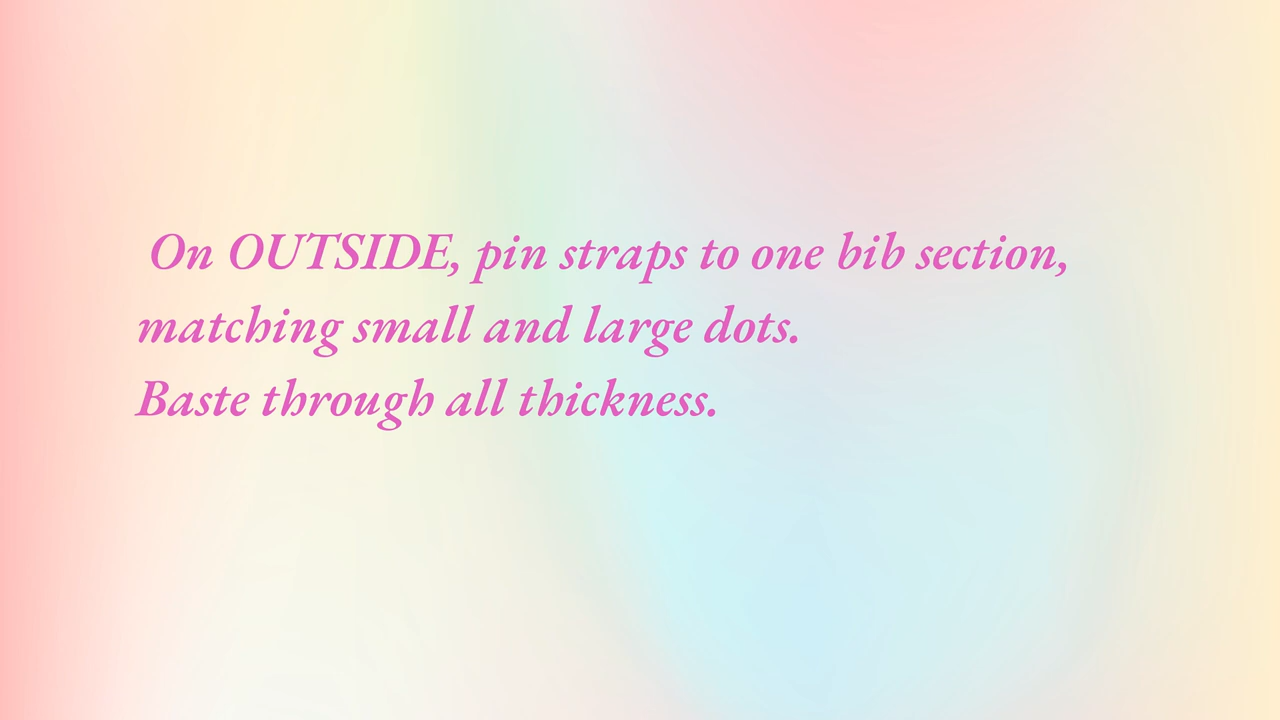 On OUTSIDE, pin straps to one bib section,
matching small and large dots.
Baste through all thickness.